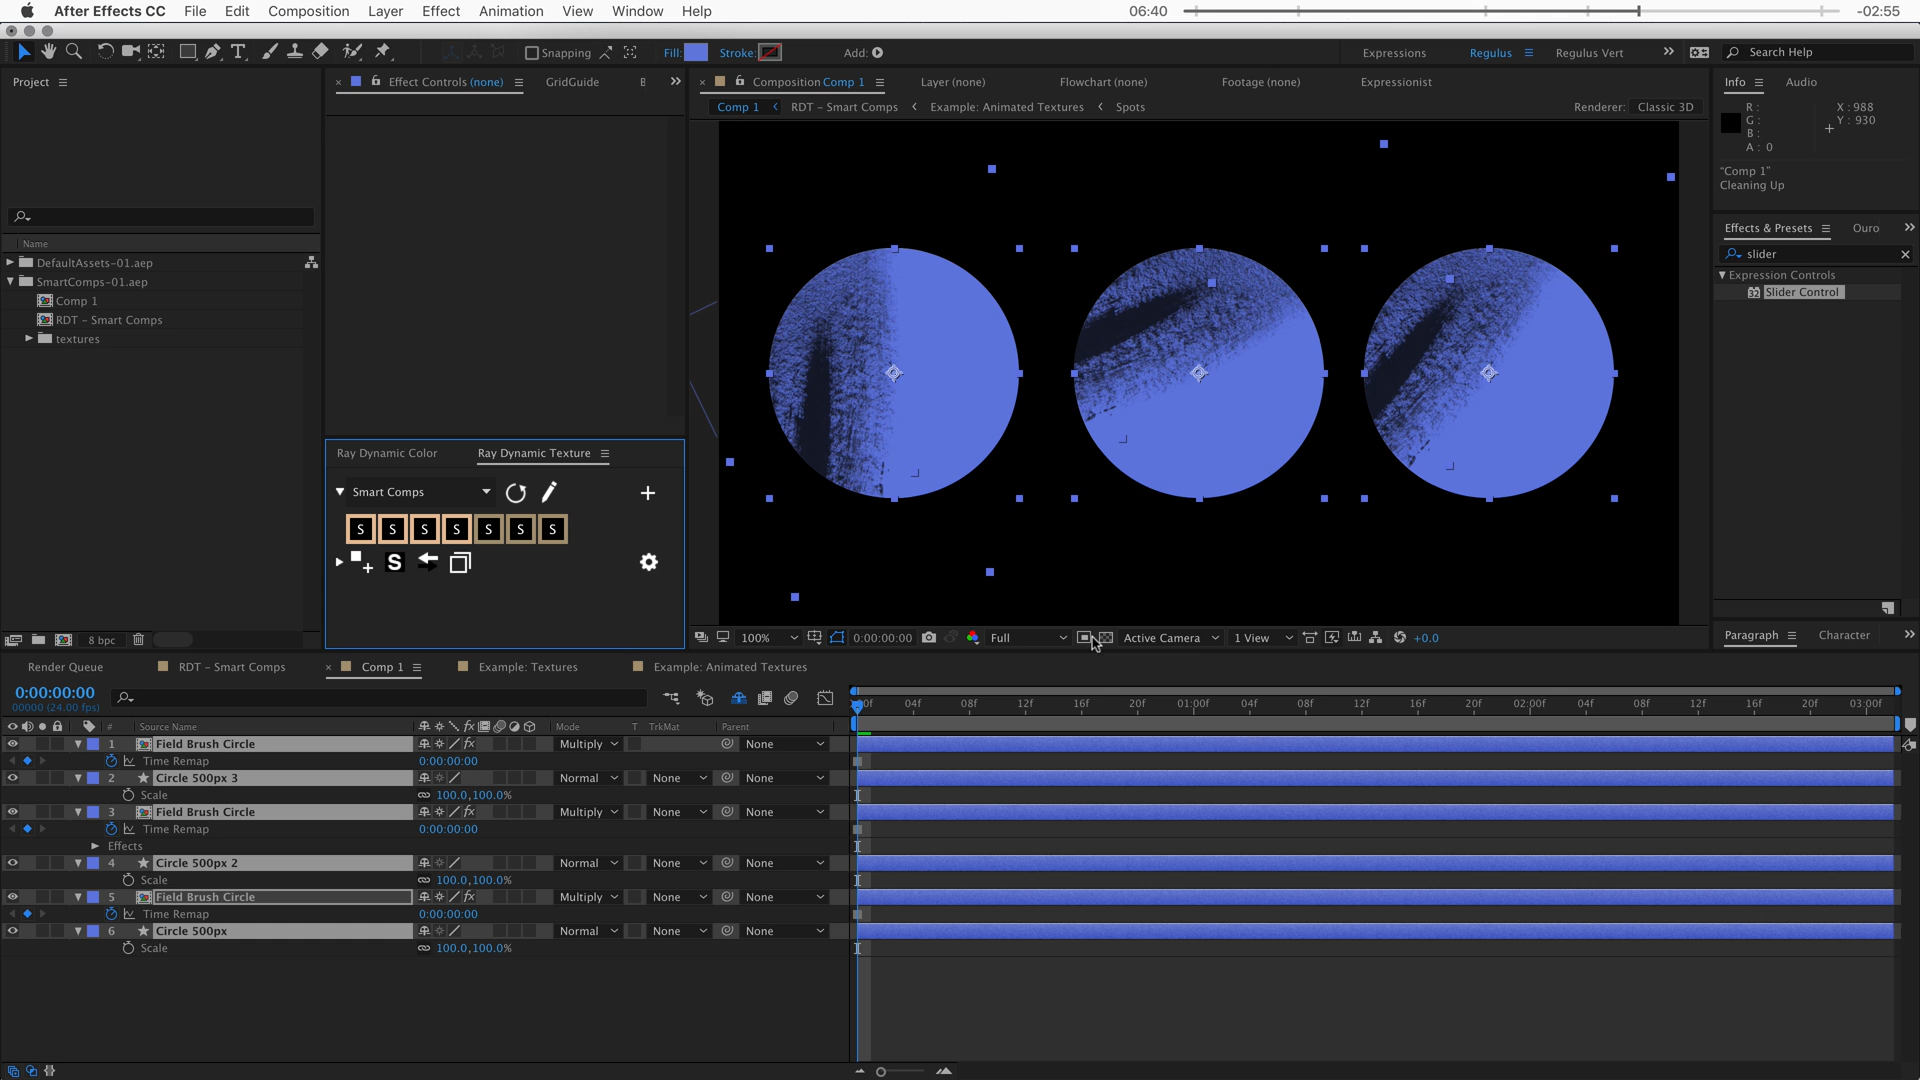 After Effects CC File Edit Composition Layer Effect Animation View Window Help 06:40 -02:55
Snapping Fill: Stroke: Add: Expressions Regulus Regulus Vert Search Help
Project Effect Controls (none) GridGuide Composition Comp 1 Layer (none) Flowchart (none) Footage (none) Expressionist Info Audio
Comp 1 RDT – Smart Comps Example: Animated Textures Spots Renderer: Classic 3D
R: X : 988
G: Y : 930
B:
A: 0
"Comp 1"
Cleaning Up
Effects & Presets Ouro
slider
Expression Controls
32 Slider Control
Name
DefaultAssets-01.aep
SmartComps-01.aep
Comp 1
RDT – Smart Comps
textures
Ray Dynamic Color Ray Dynamic Texture
Smart Comps
S S S S S S S
S
8 bpc 100% 0:00:00:00 Full Active Camera 1 View +0.0 Paragraph Character
Render Queue RDT – Smart Comps Comp 1 Example: Textures Example: Animated Textures
0:00:00:00
00000 (24.00 fps)
04f 08f 12f 16f 20f 01:00f 04f 08f 12f 16f 20f 02:00f 04f 08f 12f 16f 20f 03:00f
# Source Name Mode T TrkMat Parent
1 Field Brush Circle Multiply None
Time Remap 0:00:00:00
2 Circle 500px 3 Normal None None
Scale 100.0,100.0%
3 Field Brush Circle Multiply None None
Time Remap 0:00:00:00
Effects
4 Circle 500px 2 Normal None None
Scale 100.0,100.0%
5 Field Brush Circle Multiply None None
Time Remap 0:00:00:00
6 Circle 500px Normal None None
Scale 100.0,100.0%